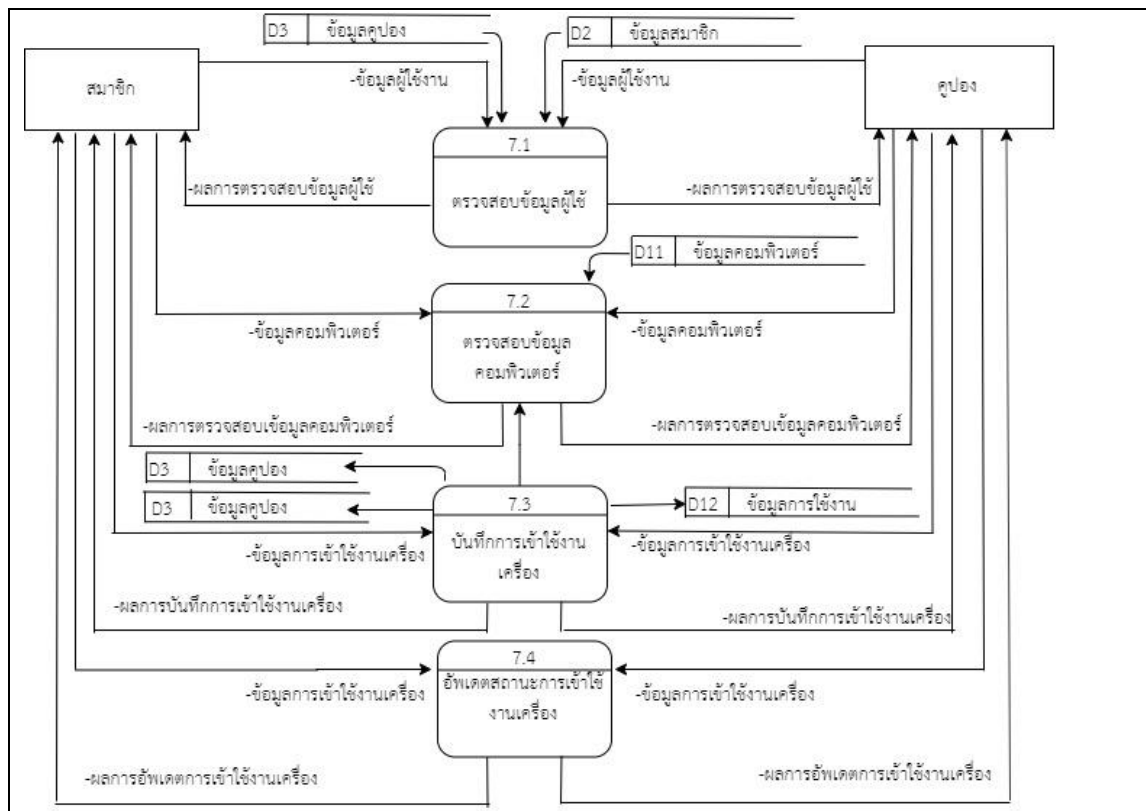 D3 ข้อมูลคูปอง
D2 ข้อมูลสมาชิก
สมาชิก
-ข้อมูลผู้ใช้งาน
-ข้อมูลผู้ใช้งาน
คูปอง
7.1
ตรวจสอบข้อมูลผู้ใช้
-ผลการตรวจสอบข้อมูลผู้ใช้
-ผลการตรวจสอบข้อมูลผู้ใช้
D11 ข้อมูลคอมพิวเตอร์
7.2
ตรวจสอบข้อมูล
คอมพิวเตอร์
-ข้อมูลคอมพิวเตอร์
-ข้อมูลคอมพิวเตอร์
-ผลการตรวจสอบเข้อมูลคอมพิวเตอร์
-ผลการตรวจสอบเข้อมูลคอมพิวเตอร์
D3 ข้อมูลคูปอง
D3 ข้อมูลคูปอง
7.3
บันทึกการเข้าใช้งาน
เครื่อง
D12 ข้อมูลการใช้งาน
-ข้อมูลการเข้าใช้งานเครื่อง
-ข้อมูลการเข้าใช้งานเครื่อง
-ผลการบันทึกการเข้าใช้งานเครื่อง
-ผลการบันทึกการเข้าใช้งานเครื่อง
7.4
อัพเดตสถานะการเข้าใช้
งานเครื่อง
-ข้อมูลการเข้าใช้งานเครื่อง
-ข้อมูลการเข้าใช้งานเครื่อง
-ผลการอัพเดตการเข้าใช้งานเครื่อง
-ผลการอัพเดตการเข้าใช้งานเครื่อง